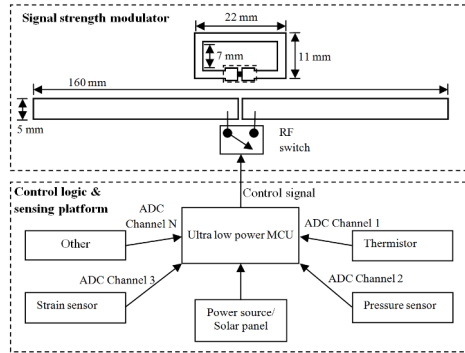 Signal strength modulator
22 mm
7 mm
11 mm
160 mm
5 mm
RF
switch
Control signal
Control logic &
sensing platform
ADC
Channel N
ADC Channel 1
Other
Ultra low power MCU
Thermistor
ADC Channel 3
ADC Channel 2
Strain sensor
Power source/
Solar panel
Pressure sensor